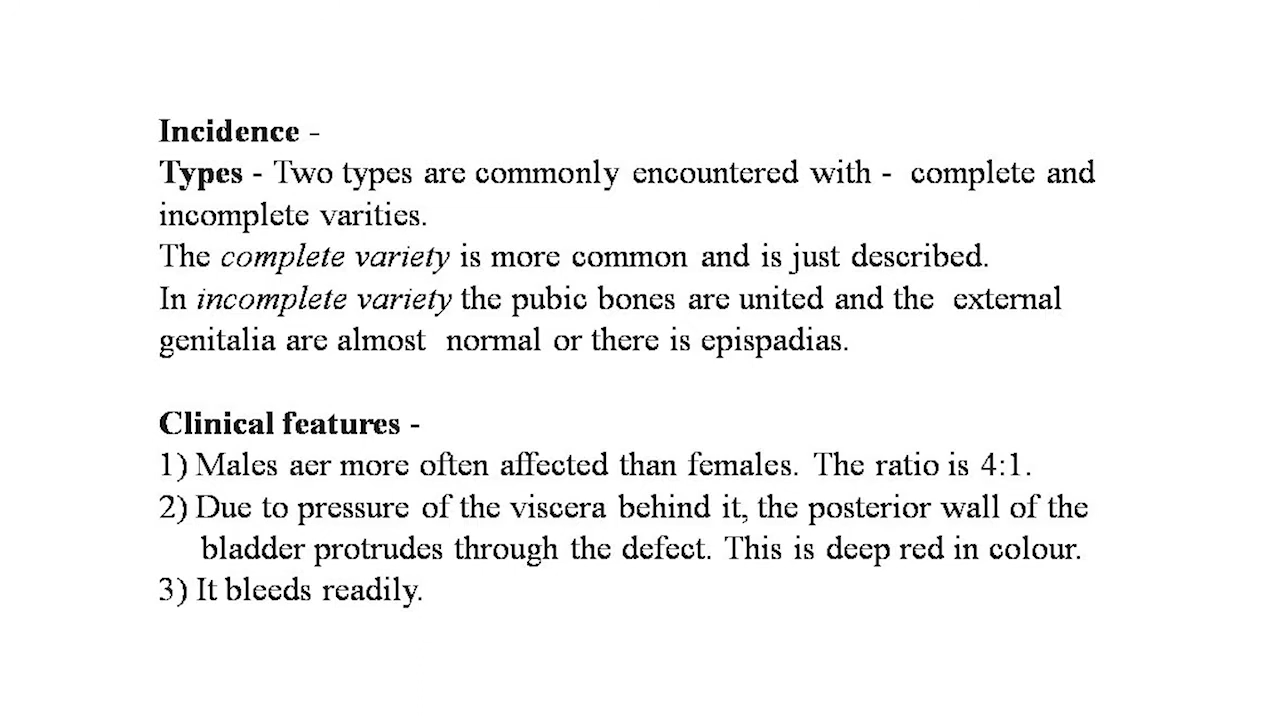 Incidence -
Types - Two types are commonly encountered with - complete and
incomplete varities.
The complete variety is more common and is just described.
In incomplete variety the pubic bones are united and the external
genitalia are almost normal or there is epispadias.
Clinical features -
1) Males aer more often affected than females. The ratio is 4:1.
2) Due to pressure of the viscera behind it, the posterior wall of the
bladder protrudes through the defect. This is deep red in colour.
3) It bleeds readily.